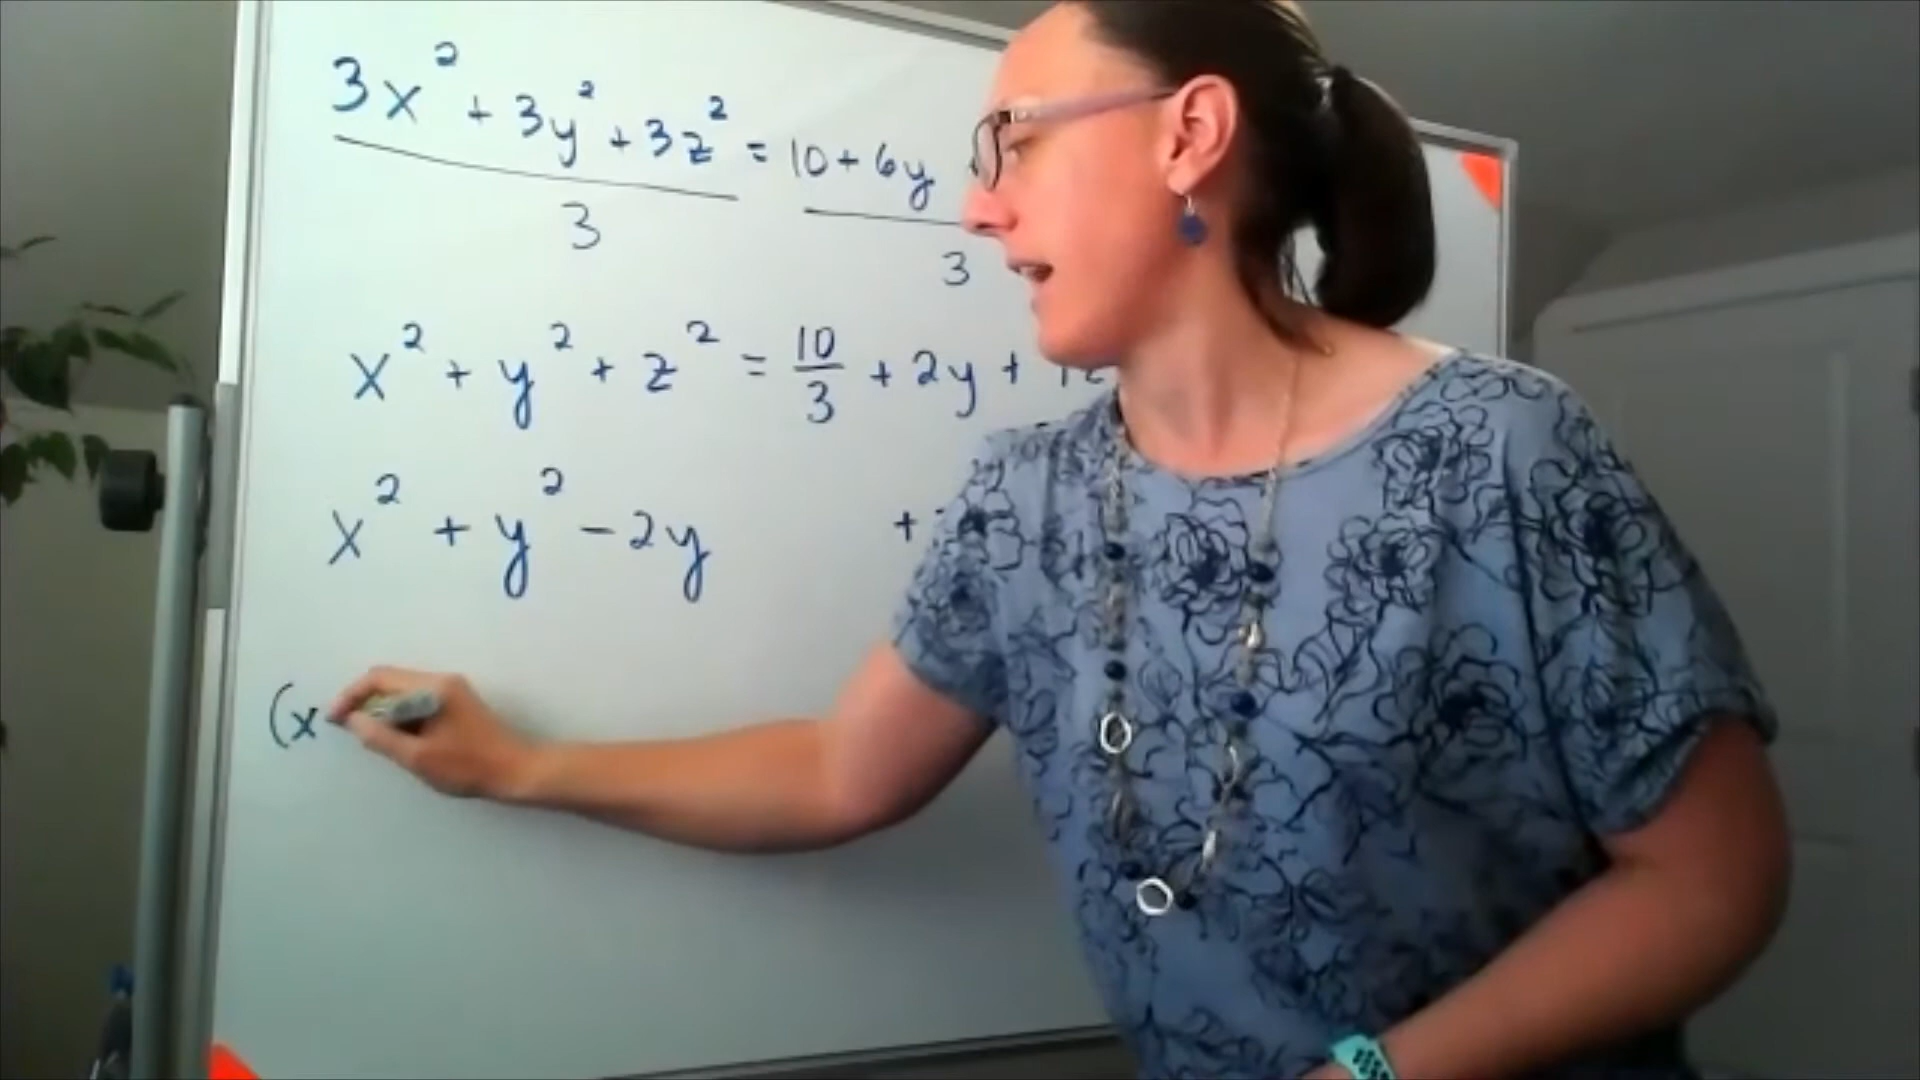 3x² + 3y² + 3z² = 10 + 6y
3
3
x² + y² + z² = 10/3 + 2y +
x² + y² - 2y +
(x